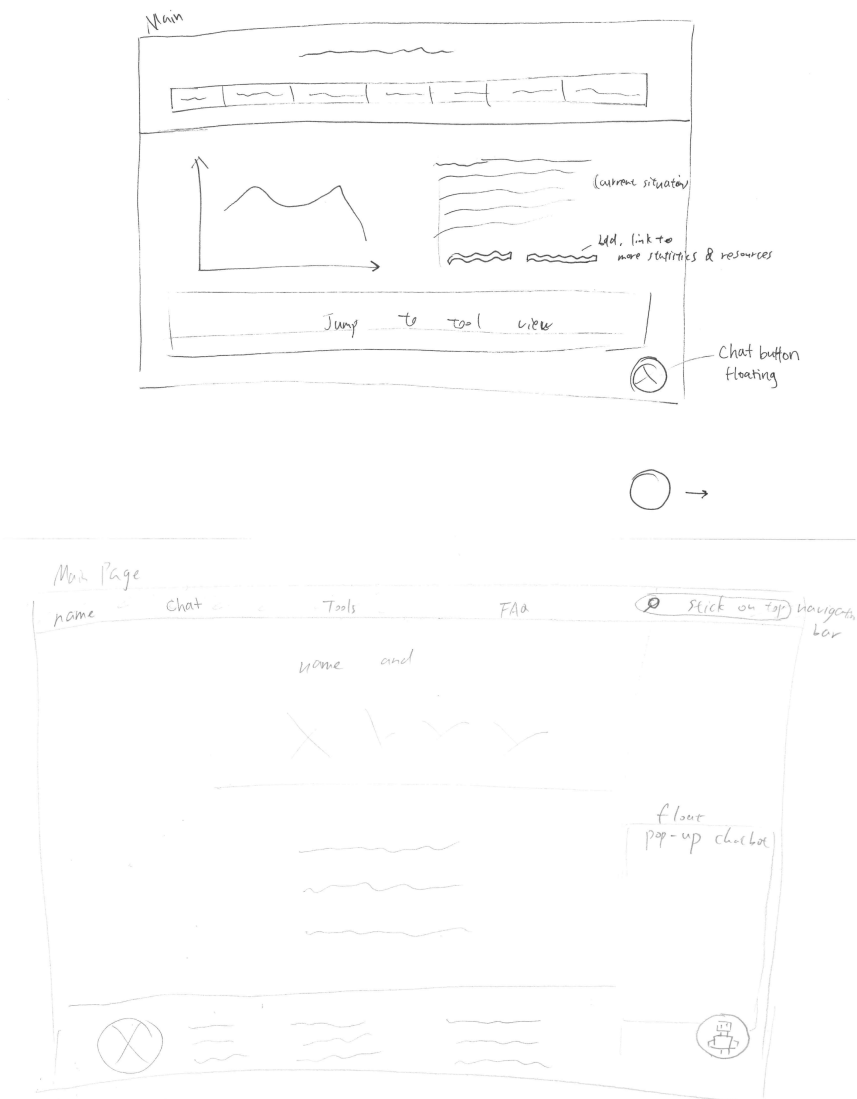 Main
(current situation
bld, link to
more statistics & resources
Jump to tool view
Chat button
floating
Main Page
name Chat Tools FAQ stick on top navigation
bar
name and
float
pop-up chatbot